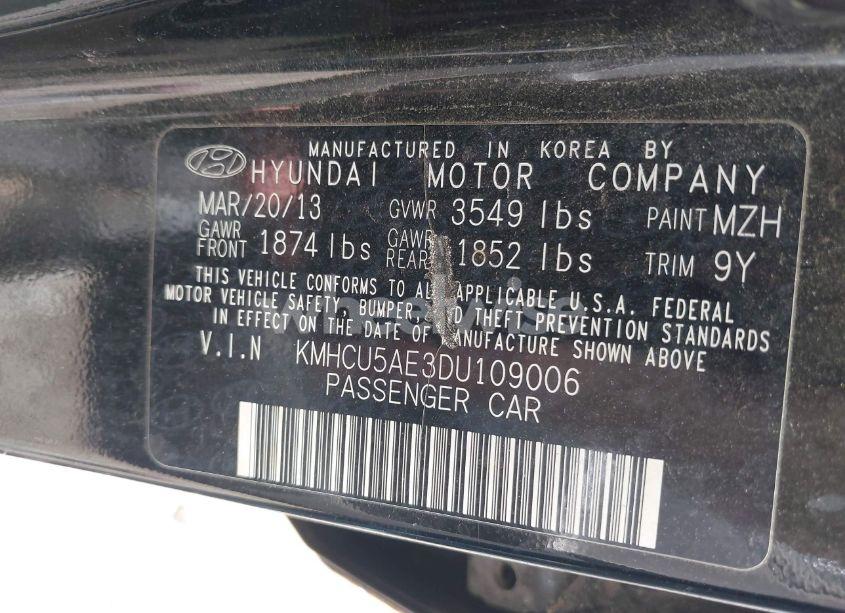 MANUFACTURED IN KOREA BY
HYUNDAI MOTOR COMPANY
MAR/20/13 GVWR 3549 lbs PAINT MZH
GAWR FRONT 1874 lbs GAWR REAR 1852 lbs TRIM 9Y
THIS VEHICLE CONFORMS TO ALL APPLICABLE U.S.A. FEDERAL
MOTOR VEHICLE SAFETY, BUMPER, AND THEFT PREVENTION STANDARDS
IN EFFECT ON THE DATE OF MANUFACTURE SHOWN ABOVE
V.I.N KMHCU5AE3DU109006
PASSENGER CAR